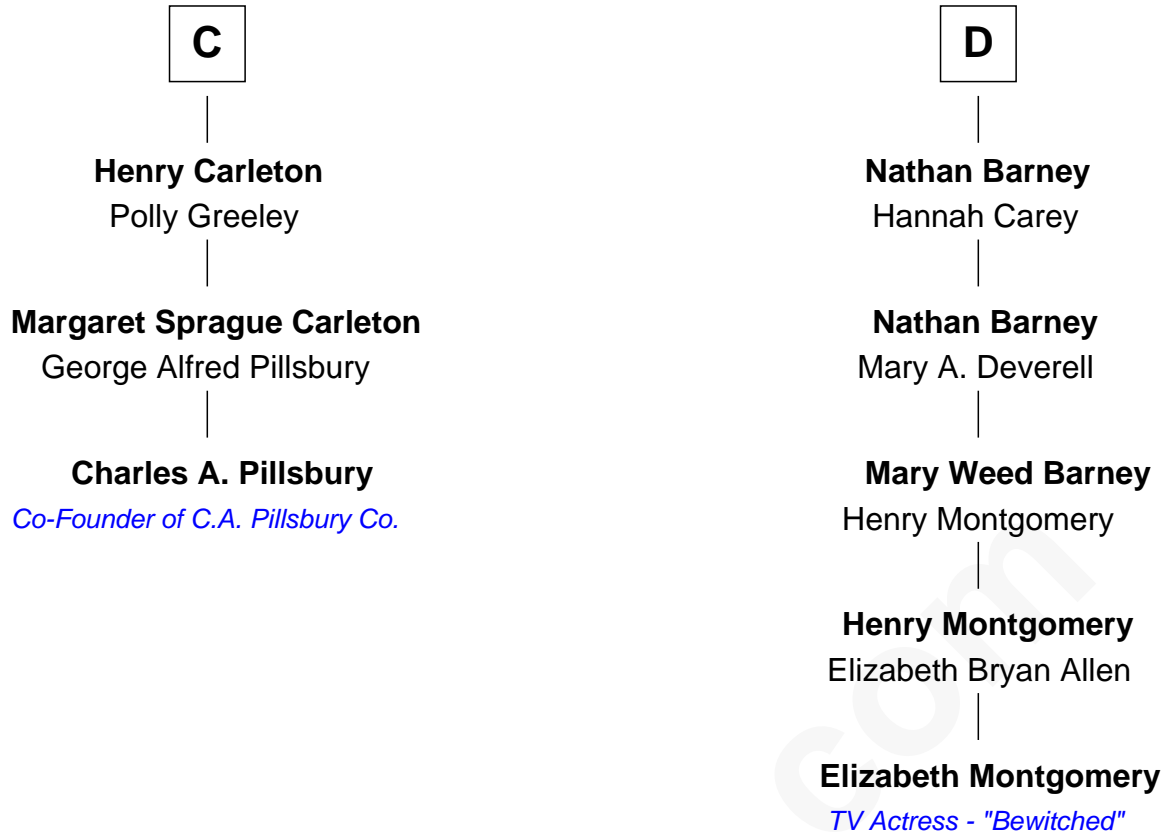 C
Henry Carleton
Polly Greeley
Margaret Sprague Carleton
George Alfred Pillsbury
Charles A. Pillsbury
Co-Founder of C.A. Pillsbury Co.
D
Nathan Barney
Hannah Carey
Nathan Barney
Mary A. Deverell
Mary Weed Barney
Henry Montgomery
Henry Montgomery
Elizabeth Bryan Allen
Elizabeth Montgomery
TV Actress - "Bewitched"
com